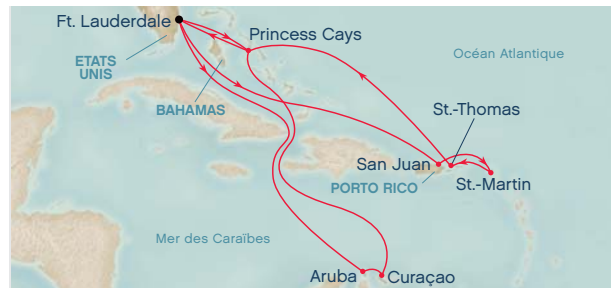 Ft. Lauderdale
Princess Cays
ETATS
UNIS
Océan Atlantique
BAHAMAS
St.-Thomas
San Juan
PORTO RICO
St.-Martin
Mer des Caraïbes
Aruba
Curaçao